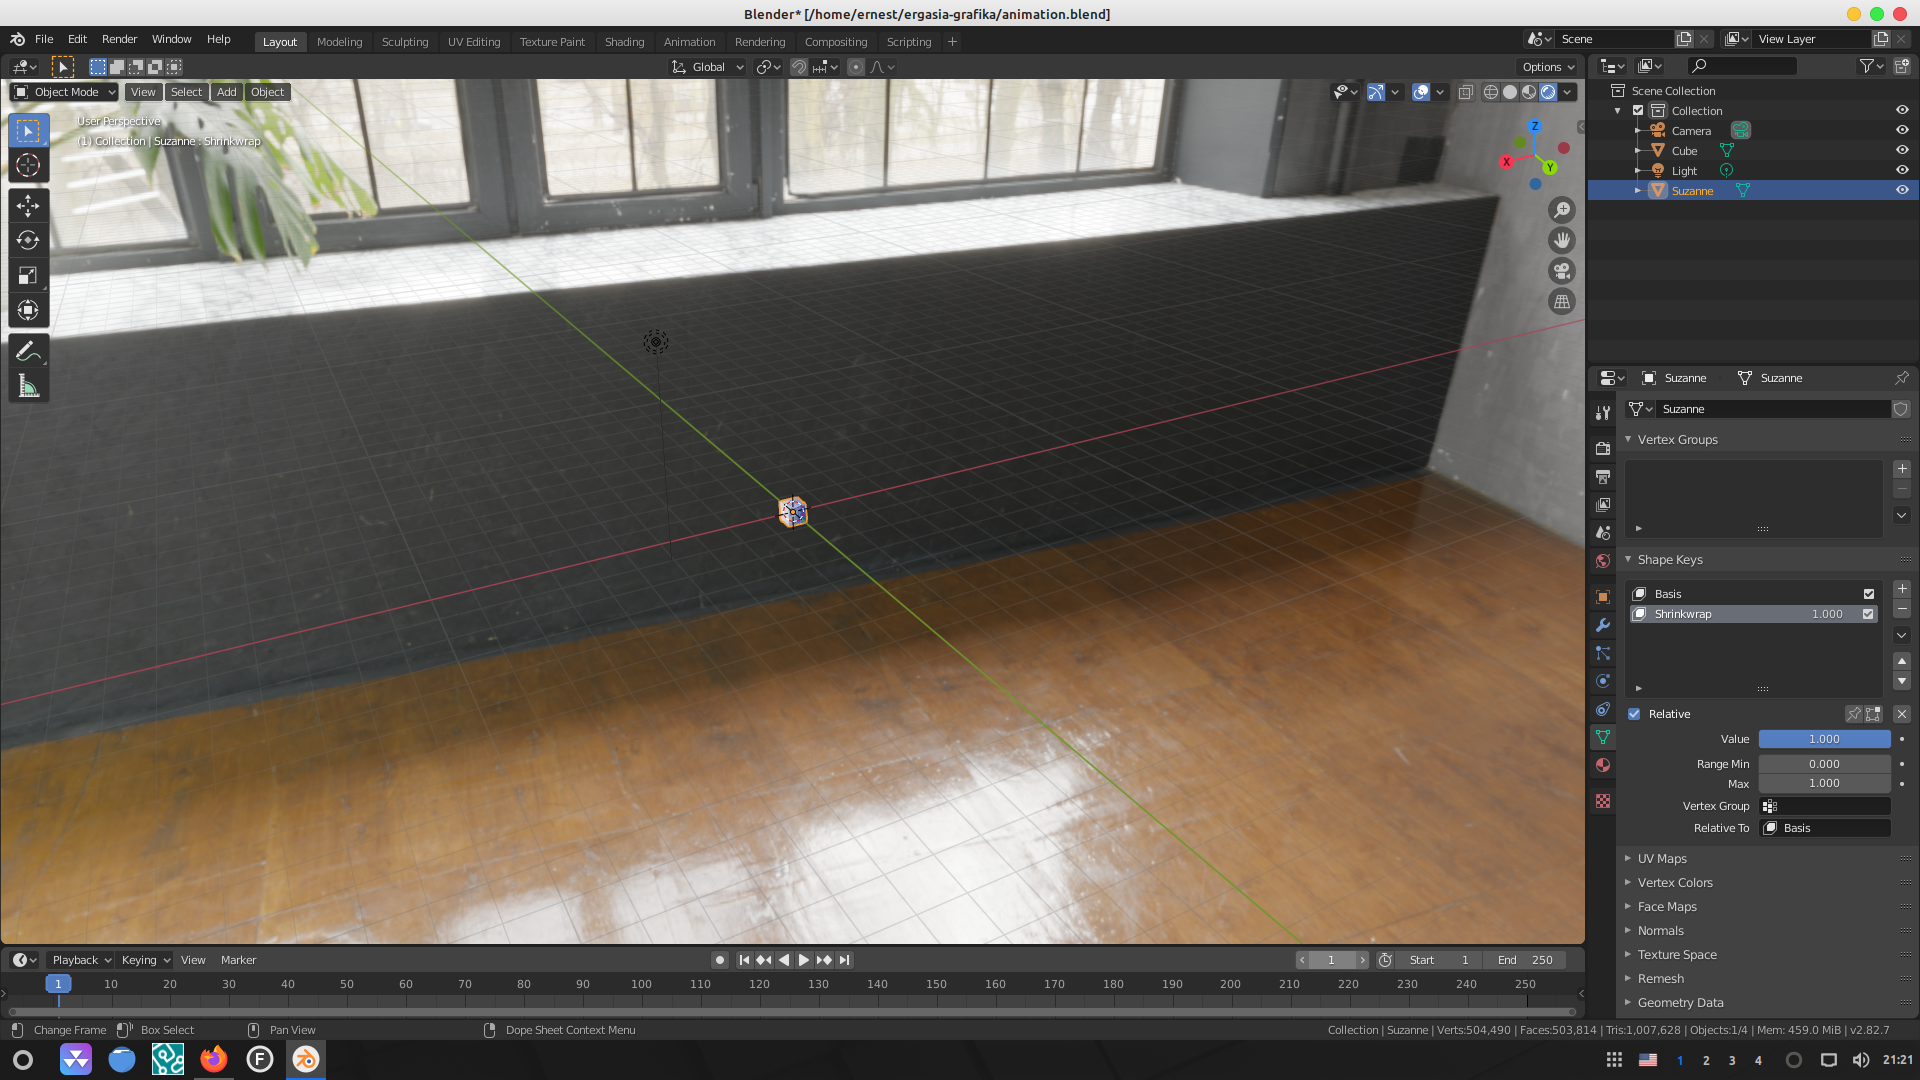 Blender* [/home/ernest/ergasia-grafika/animation.blend]
File Edit Render Window Help Layout Modeling Sculpting UV Editing Texture Paint Shading Animation Rendering Compositing Scripting + Scene View Layer
Global Options
Object Mode View Select Add Object
User Perspective
(1) Collection | Suzanne : Shrinkwrap
Z
X
Y
Scene Collection
Collection
Camera
Cube
Light
Suzanne
Suzanne Suzanne
Suzanne
Vertex Groups
Shape Keys
Basis
Shrinkwrap 1.000
Relative
Value 1.000
Range Min 0.000
Max 1.000
Vertex Group
Relative To Basis
UV Maps
Vertex Colors
Face Maps
Normals
Texture Space
Remesh
Geometry Data
Playback Keying View Marker 1 Start 1 End 250
1 10 20 30 40 50 60 70 80 90 100 110 120 130 140 150 160 170 180 190 200 210 220 230 240 250
Change Frame Box Select Pan View Dope Sheet Context Menu Collection | Suzanne | Verts:504,490 | Faces:503,814 | Tris:1,007,628 | Objects:1/4 | Mem: 459.0 MiB | v2.82.7
F 1 2 3 4 21:21